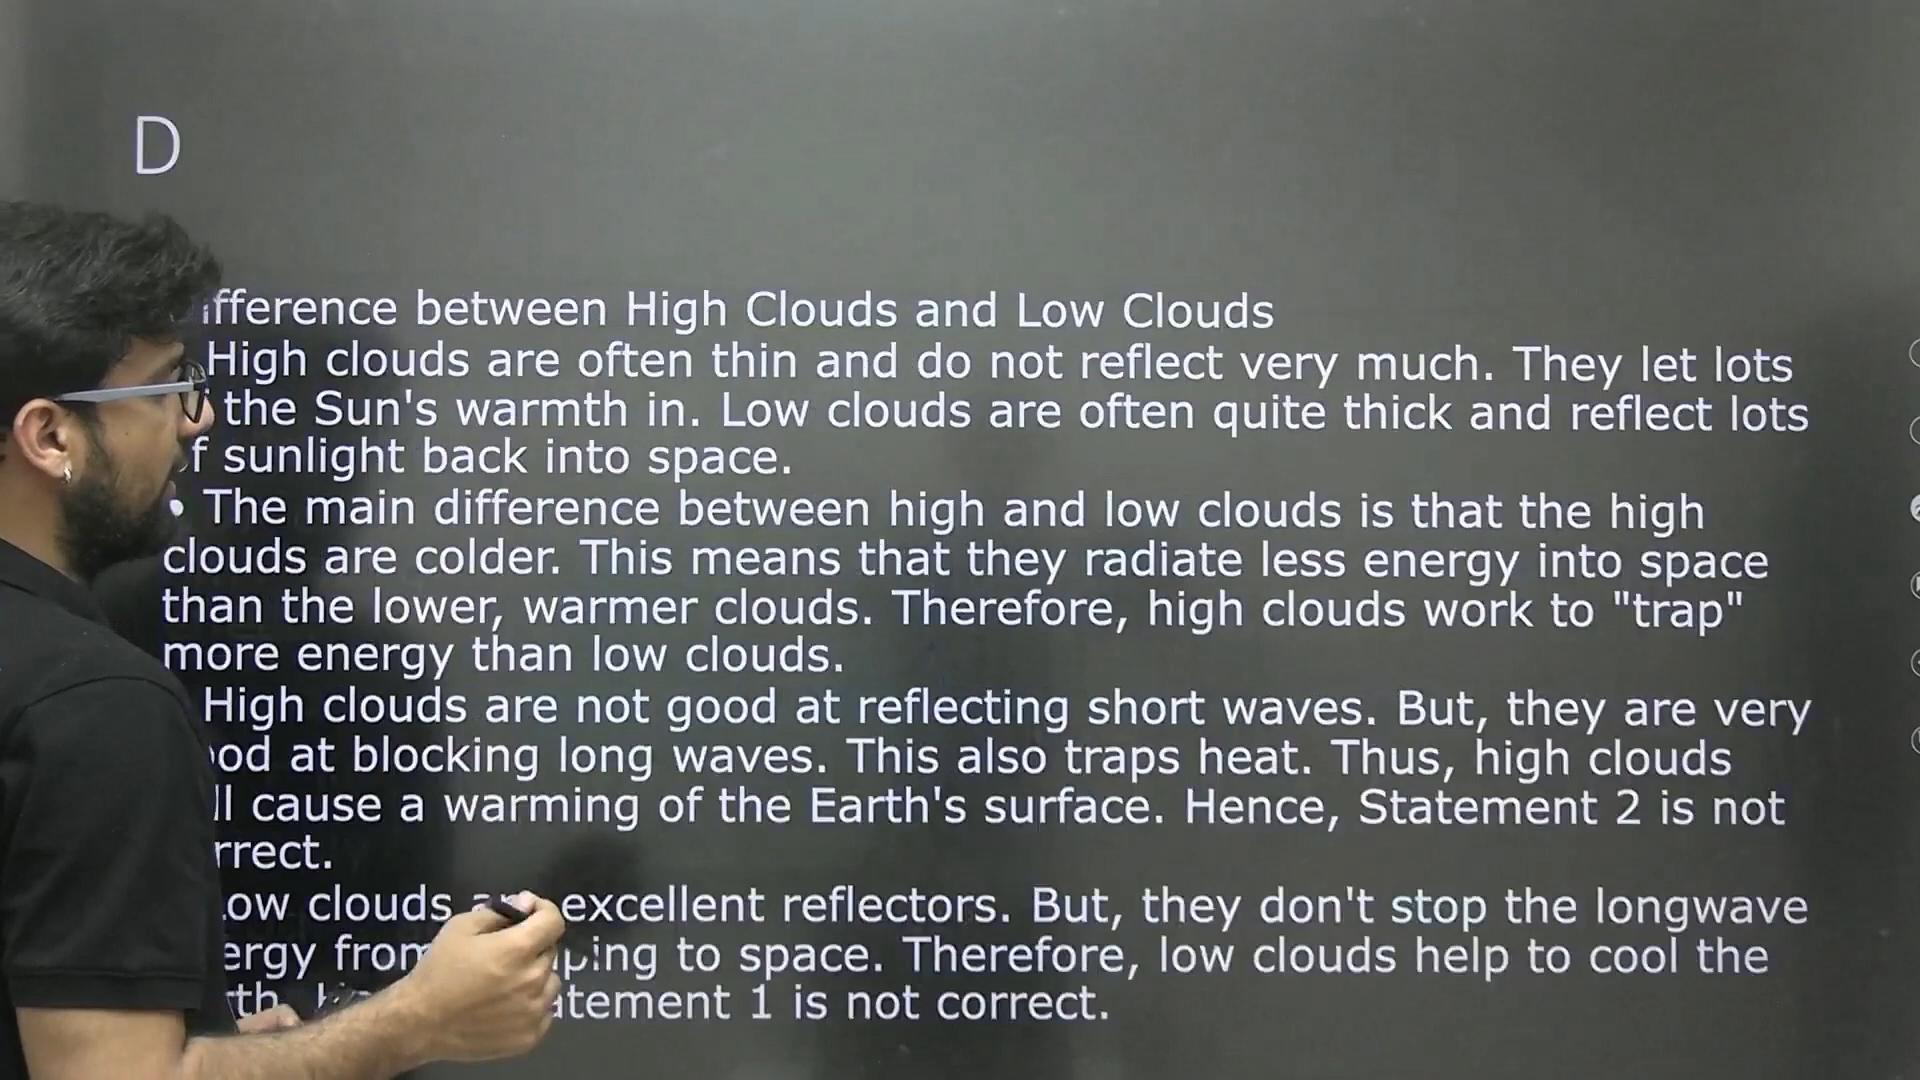 D
ifference between High Clouds and Low Clouds
High clouds are often thin and do not reflect very much. They let lots
the Sun's warmth in. Low clouds are often quite thick and reflect lots
f sunlight back into space.
• The main difference between high and low clouds is that the high
clouds are colder. This means that they radiate less energy into space
than the lower, warmer clouds. Therefore, high clouds work to "trap"
more energy than low clouds.
High clouds are not good at reflecting short waves. But, they are very
od at blocking long waves. This also traps heat. Thus, high clouds
ll cause a warming of the Earth's surface. Hence, Statement 2 is not
rrect.
Low clouds excellent reflectors. But, they don't stop the longwave
ergy from ping to space. Therefore, low clouds help to cool the
th. atement 1 is not correct.